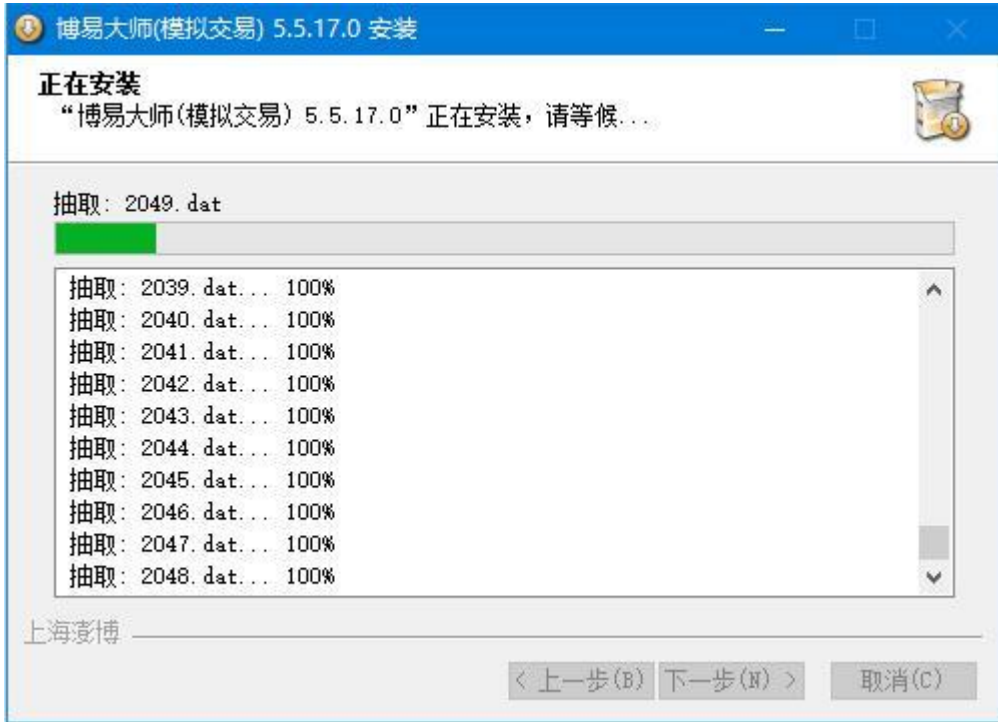 博易大师(模拟交易) 5.5.17.0 安装
正在安装
“博易大师(模拟交易) 5.5.17.0”正在安装，请等候...
抽取: 2049.dat
抽取: 2039.dat... 100%
抽取: 2040.dat... 100%
抽取: 2041.dat... 100%
抽取: 2042.dat... 100%
抽取: 2043.dat... 100%
抽取: 2044.dat... 100%
抽取: 2045.dat... 100%
抽取: 2046.dat... 100%
抽取: 2047.dat... 100%
抽取: 2048.dat... 100%
上海澎博
< 上一步(B) 下一步(N) > 取消(C)